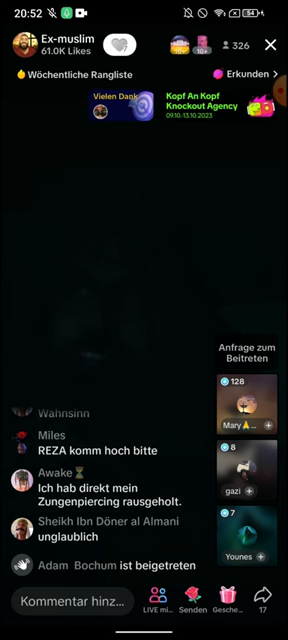 20:52
54
Ex-muslim
61.0K Likes
10+
10+
326
Wöchentliche Rangliste
Erkunden >
Vielen Dank
Kopf An Kopf
Knockout Agency
09.10.-13.10.2023
Anfrage zum
Beitreten
128
Mary🙏...
8
gazi
7
Younes
Wahnsinn
Miles
REZA komm hoch bitte
Awake⏳
Ich hab direkt mein
Zungenpiercing rausgeholt.
Sheikh Ibn Döner al Almani
unglaublich
Adam Bochum ist beigetreten
Kommentar hinz...
LIVE mi...
Senden
Gesche...
17